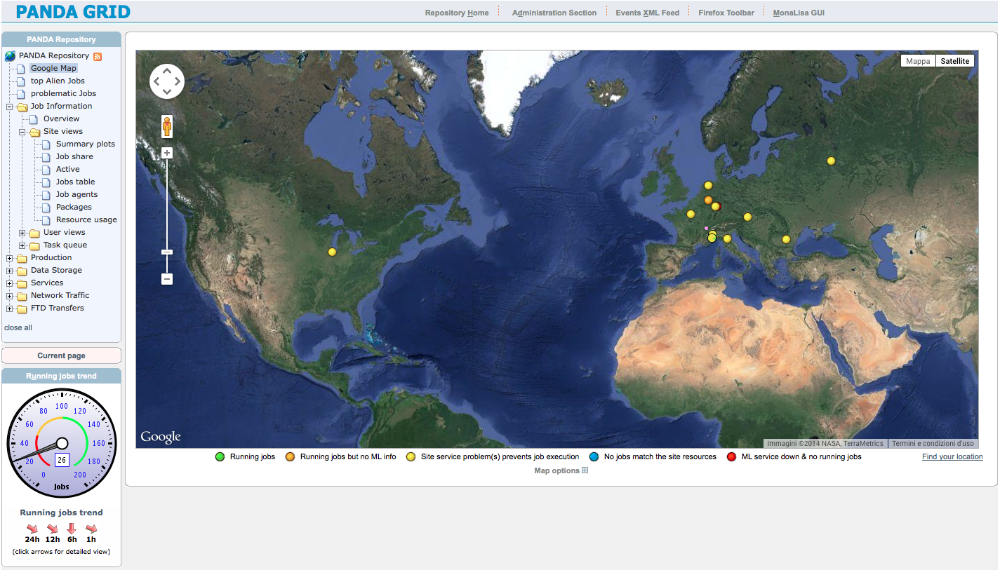 PANDA GRID
Repository Home
Administration Section
Events XML Feed
Firefox Toolbar
MonaLisa GUI
PANDA Repository
PANDA Repository
Google Map
top Alien Jobs
problematic Jobs
Job Information
Overview
Site views
Summary plots
Job share
Active
Jobs table
Job agents
Packages
Resource usage
User views
Task queue
Production
Data Storage
Services
Network Traffic
FTD Transfers
close all
Current page
Running jobs trend
0
20
40
60
80
100
120
140
160
180
200
26
Jobs
Running jobs trend
24h 12h 6h 1h
(click arrows for detailed view)
Mappa
Satellite
Google
Immagini ©2014 NASA, TerraMetrics
Termini e condizioni d'uso
Running jobs
Running jobs but no ML info
Site service problem(s) prevents job execution
No jobs match the site resources
ML service down & no running jobs
Find your location
Map options